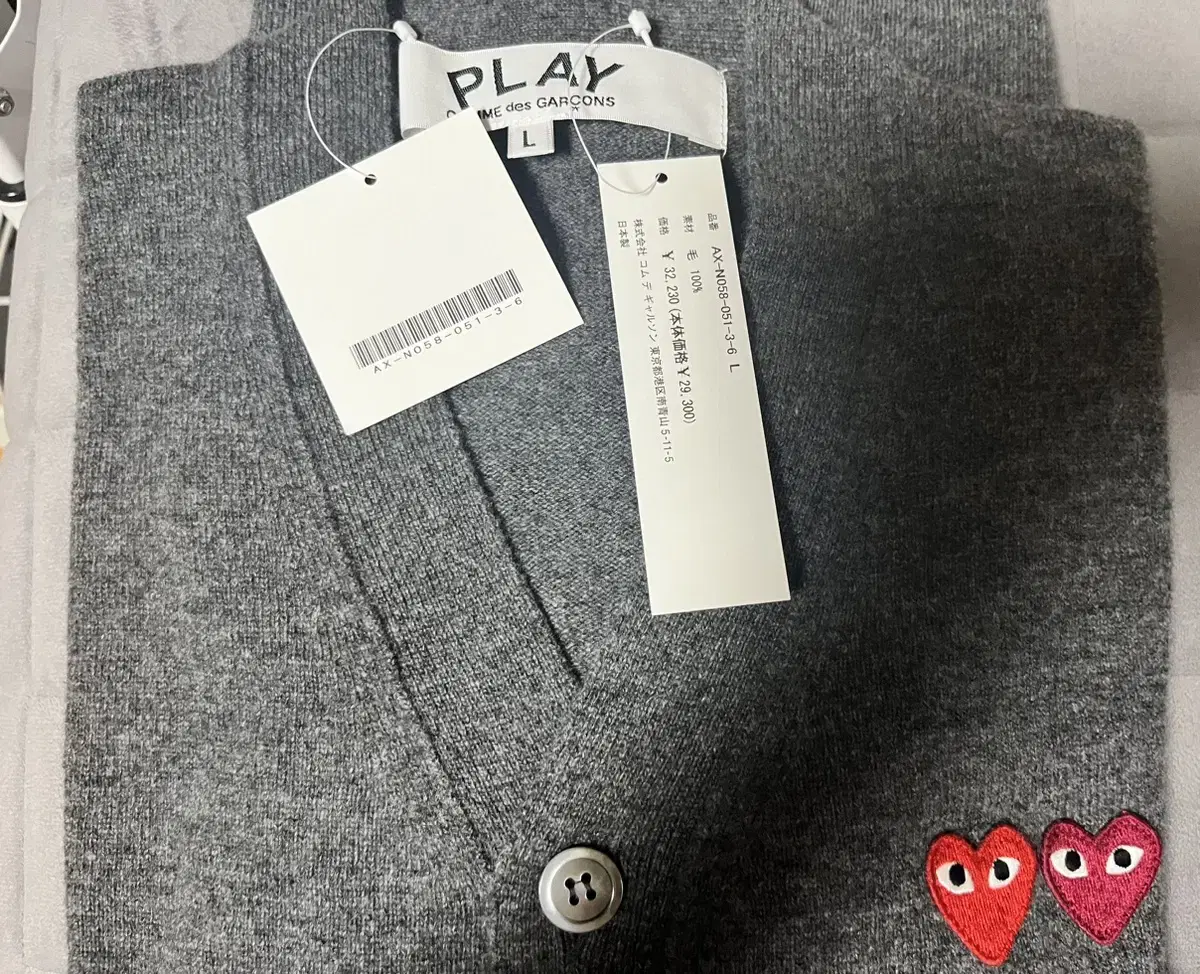 PLAY
COMME des GARÇONS
L
AX-N058-051-3-6
品番 AX-N058-051-3-6 L
素材 毛 100%
価格 ¥ 32,230 (本体価格 ¥ 29,300)
株式会社 コム デ ギャルソン 東京都港区南青山 5-11-5
日本製